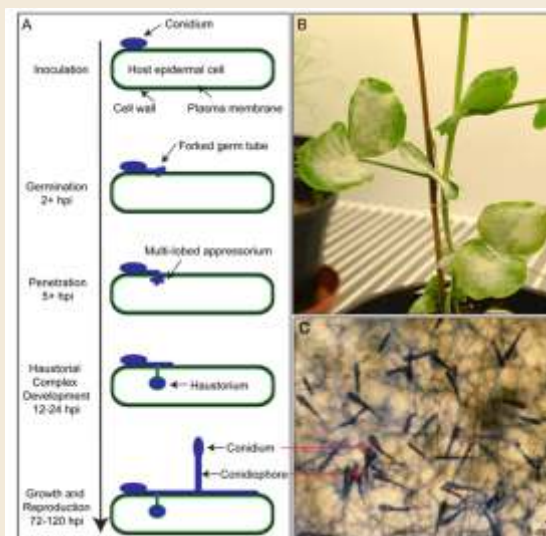 A
Conidium
Inoculation
Host epidermal cell
Cell wall
Plasma membrane
Forked germ tube
Germination
2+ hpi
Multi-lobed appressorium
Penetration
5+ hpi
Haustorial
Complex
Development
12-24 hpi
Haustorium
Conidium
Conidiophore
Growth and
Reproduction
72-120 hpi
B
C